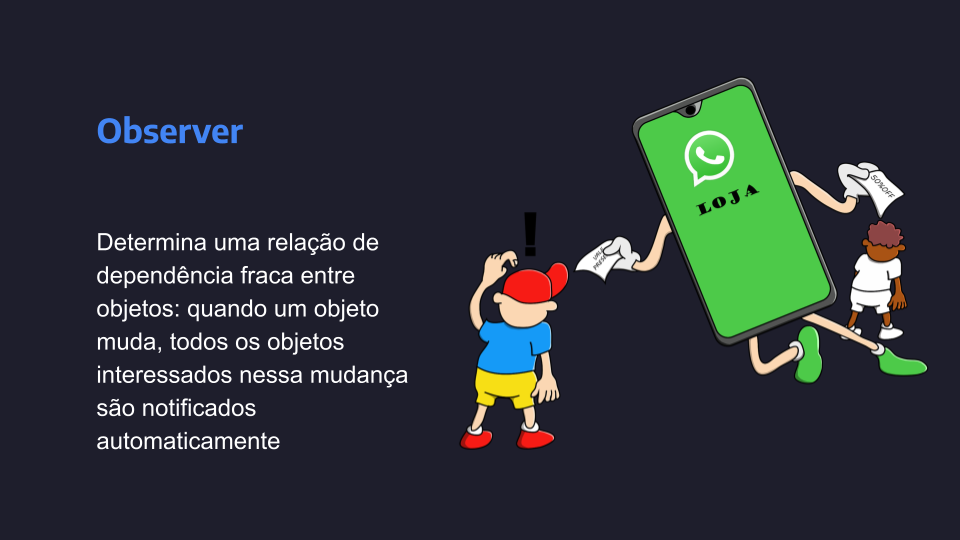 Observer
Determina uma relação de
dependência fraca entre
objetos: quando um objeto
muda, todos os objetos
interessados nessa mudança
são notificados
automaticamente
!
LOJA
50%OFF
VALE